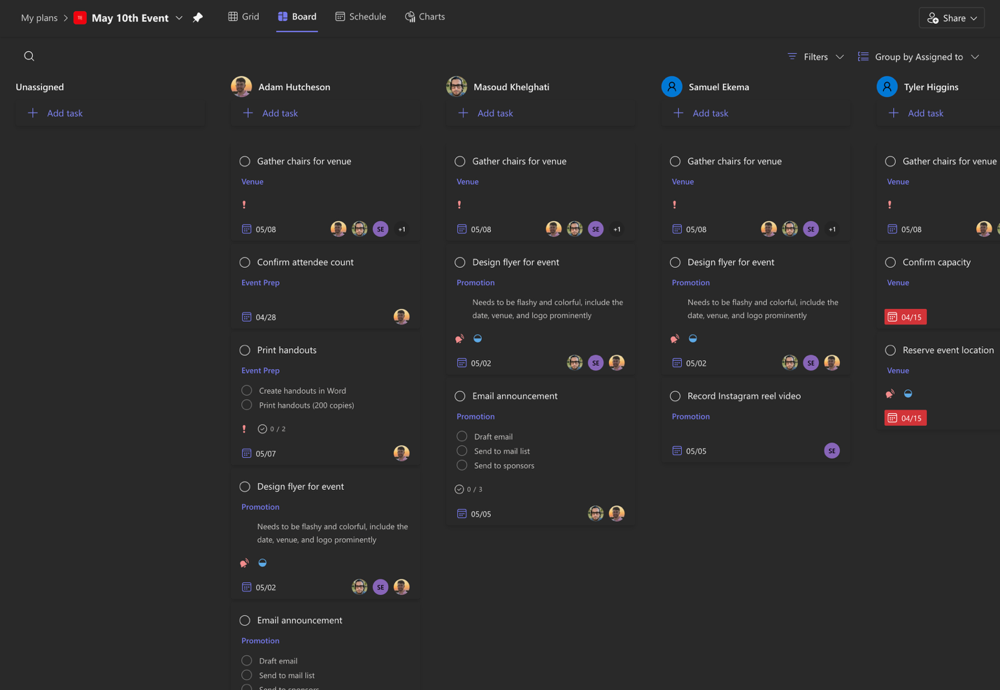 My plans > TE May 10th Event
Grid
Board
Schedule
Charts
Share
Filters
Group by Assigned to
Unassigned
Add task
Adam Hutcheson
Add task
Gather chairs for venue
Venue
05/08
SE
+1
Confirm attendee count
Event Prep
04/28
Print handouts
Event Prep
Create handouts in Word
Print handouts (200 copies)
0 / 2
05/07
Design flyer for event
Promotion
Needs to be flashy and colorful, include the
date, venue, and logo prominently
05/02
SE
Email announcement
Promotion
Draft email
Send to mail list
Send to sponsors
Masoud Khelghati
Add task
Gather chairs for venue
Venue
05/08
SE
+1
Design flyer for event
Promotion
Needs to be flashy and colorful, include the
date, venue, and logo prominently
05/02
SE
Email announcement
Promotion
Draft email
Send to mail list
Send to sponsors
0 / 3
05/05
Samuel Ekema
Add task
Gather chairs for venue
Venue
05/08
SE
+1
Design flyer for event
Promotion
Needs to be flashy and colorful, include the
date, venue, and logo prominently
05/02
SE
Record Instagram reel video
Promotion
05/05
SE
Tyler Higgins
Add task
Gather chairs for venue
Venue
05/08
Confirm capacity
Venue
04/15
Reserve event location
Venue
04/15